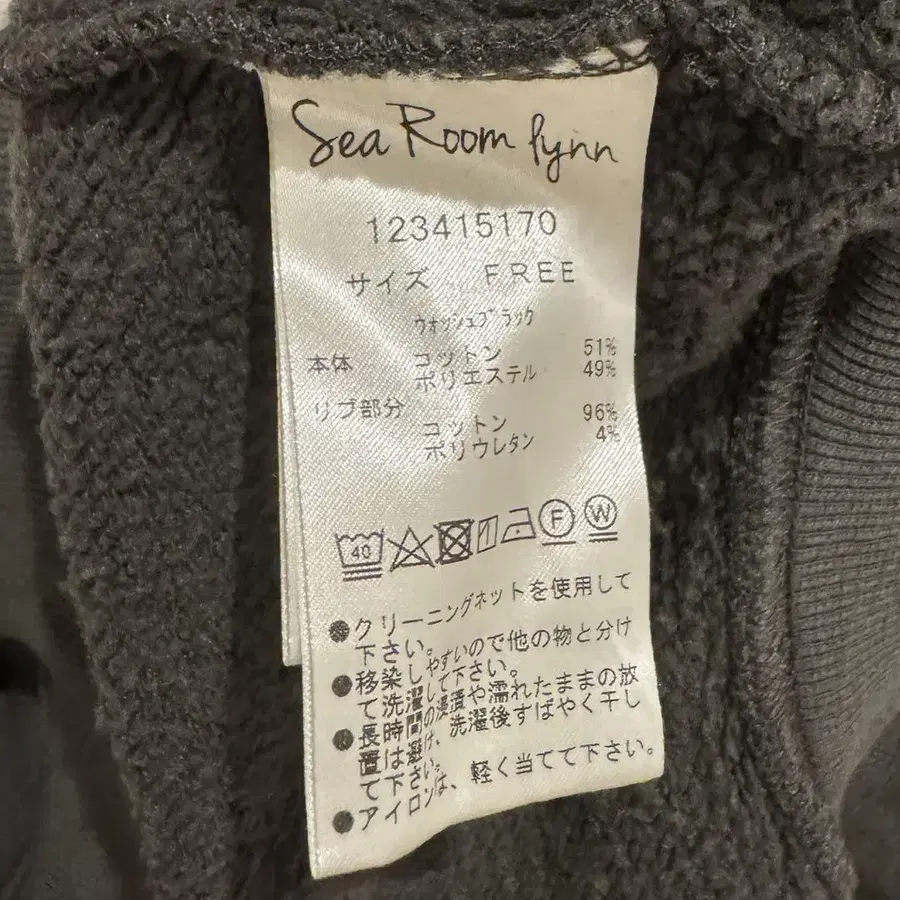 Sea Room lynn
123415170
サイズ FREE
ウォッシュブラック
本体 コットン 51%
ポリエステル 49%
リブ部分
コットン 96%
ポリウレタン 4%
40 F W
●クリーニングネットを使用して
下さい。
●移染しやすいので他の物と分け
て洗濯して下さい。
●長時間の浸漬や濡れたままの放
置は避け、洗濯後すばやく干し
て下さい。
●アイロンは、軽く当てて下さい。